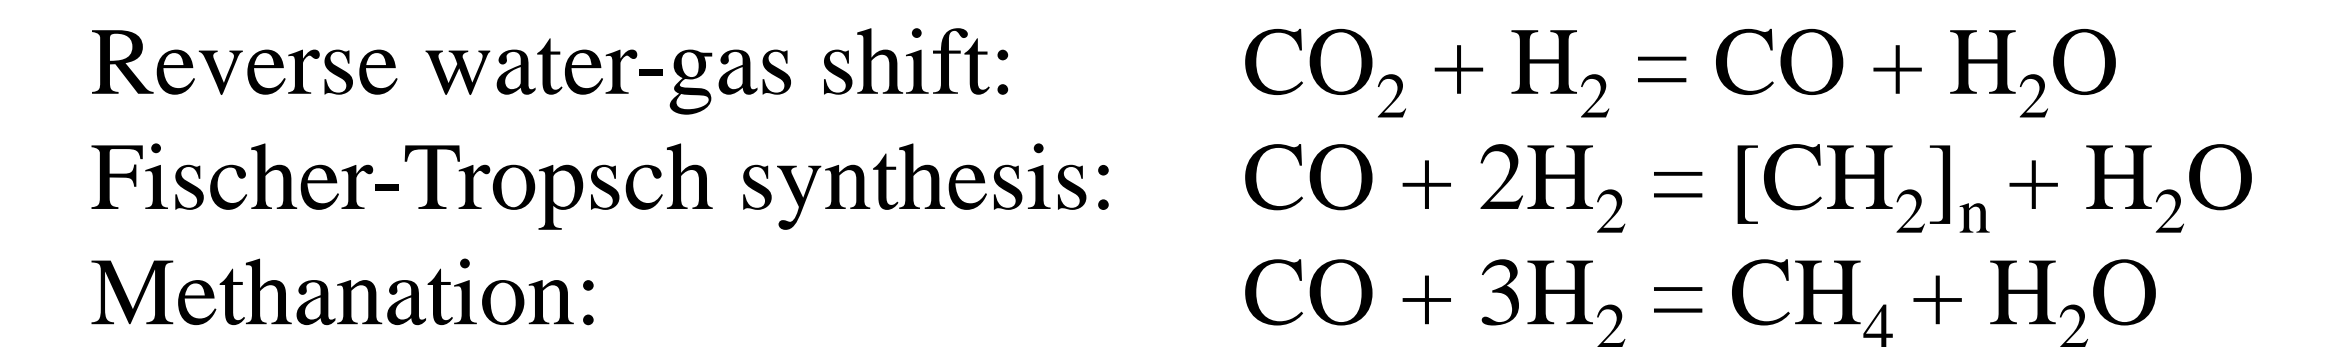 Reverse water-gas shift: CO₂ + H₂ = CO + H₂O
Fischer-Tropsch synthesis: CO + 2H₂ = [CH₂]ₙ + H₂O
Methanation: CO + 3H₂ = CH₄ + H₂O